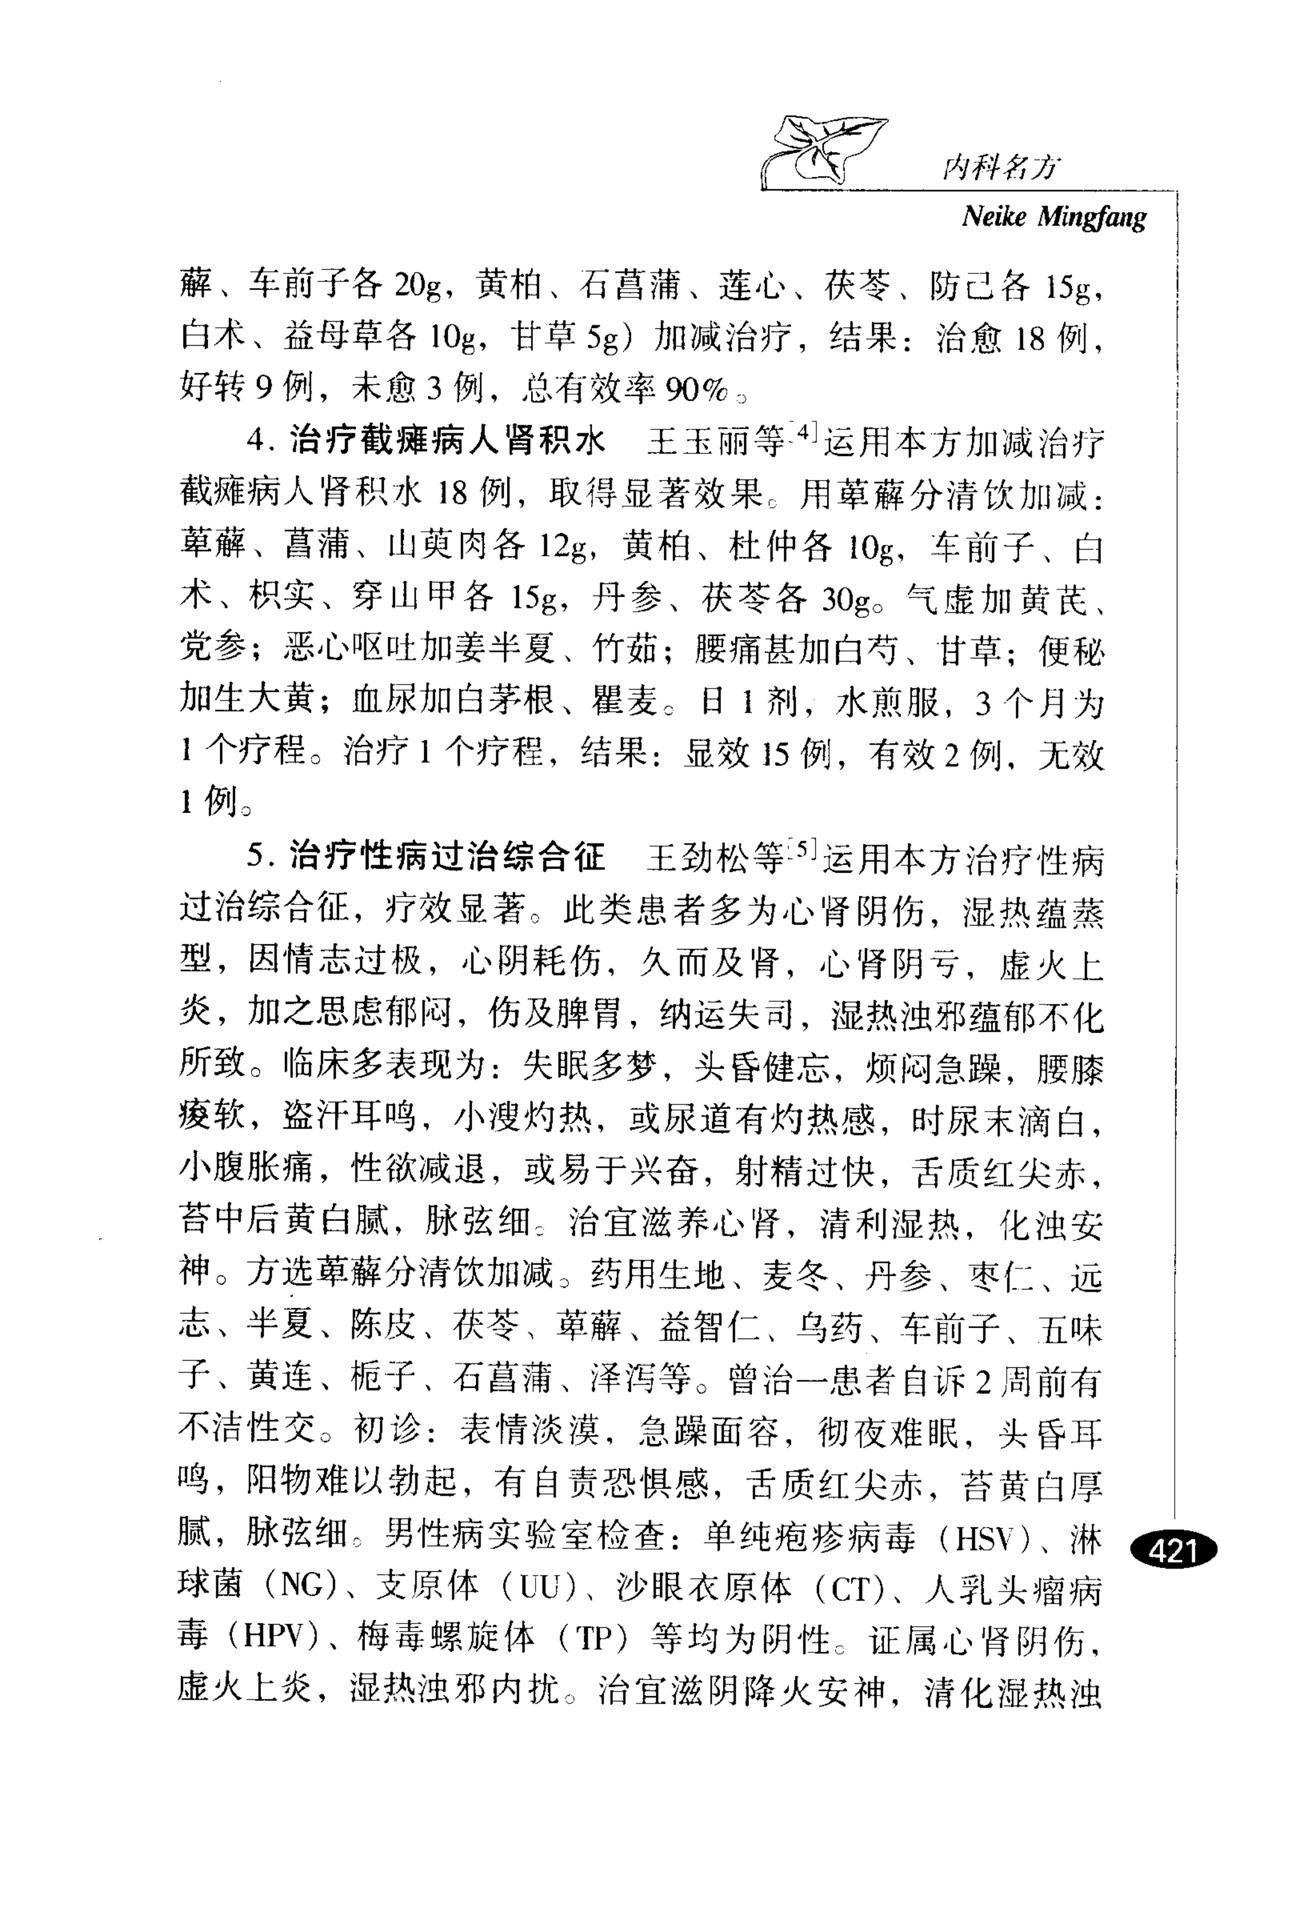 内科名方
Neike Mingfang
薢、车前子各 20g，黄柏、石菖蒲、莲心、茯苓、防己各 15g，
白术、益母草各 10g，甘草 5g）加减治疗，结果：治愈 18 例，
好转 9 例，未愈 3 例，总有效率 90%。
4. 治疗截瘫病人肾积水　王玉丽等[4]运用本方加减治疗
截瘫病人肾积水 18 例，取得显著效果。用萆薢分清饮加减：
萆薢、菖蒲、山萸肉各 12g，黄柏、杜仲各 10g，车前子、白
术、枳实、穿山甲各 15g，丹参、茯苓各 30g。气虚加黄芪、
党参；恶心呕吐加姜半夏、竹茹；腰痛甚加白芍、甘草；便秘
加生大黄；血尿加白茅根、瞿麦。日 1 剂，水煎服，3 个月为
1 个疗程。治疗 1 个疗程，结果：显效 15 例，有效 2 例，无效
1 例。
5. 治疗性病过治综合征　王劲松等[5]运用本方治疗性病
过治综合征，疗效显著。此类患者多为心肾阴伤，湿热蕴蒸
型，因情志过极，心阴耗伤，久而及肾，心肾阴亏，虚火上
炎，加之思虑郁闷，伤及脾胃，纳运失司，湿热浊邪蕴郁不化
所致。临床多表现为：失眠多梦，头昏健忘，烦闷急躁，腰膝
痠软，盗汗耳鸣，小溲灼热，或尿道有灼热感，时尿末滴白，
小腹胀痛，性欲减退，或易于兴奋，射精过快，舌质红尖赤，
苔中后黄白腻，脉弦细。治宜滋养心肾，清利湿热，化浊安
神。方选萆薢分清饮加减。药用生地、麦冬、丹参、枣仁、远
志、半夏、陈皮、茯苓、萆薢、益智仁、乌药、车前子、五味
子、黄连、栀子、石菖蒲、泽泻等。曾治一患者自诉 2 周前有
不洁性交。初诊：表情淡漠，急躁面容，彻夜难眠，头昏耳
鸣，阳物难以勃起，有自责恐惧感，舌质红尖赤，苔黄白厚
腻，脉弦细。男性病实验室检查：单纯疱疹病毒（HSV）、淋
球菌（NG）、支原体（UU）、沙眼衣原体（CT）、人乳头瘤病
毒（HPV）、梅毒螺旋体（TP）等均为阴性。证属心肾阴伤，
虚火上炎，湿热浊邪内扰。治宜滋阴降火安神，清化湿热浊
421